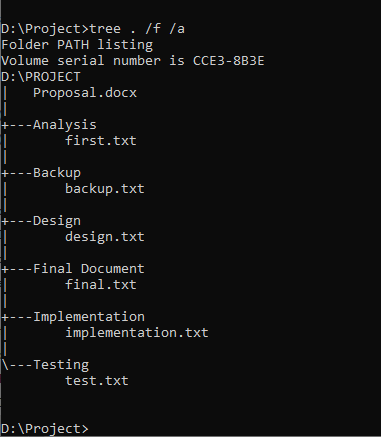 D:\Project>tree . /f /a
Folder PATH listing
Volume serial number is CCE3-8B3E
D:\PROJECT
|   Proposal.docx
|
+---Analysis
|       first.txt
|
+---Backup
|       backup.txt
|
+---Design
|       design.txt
|
+---Final Document
|       final.txt
|
+---Implementation
|       implementation.txt
|
\---Testing
        test.txt
D:\Project>